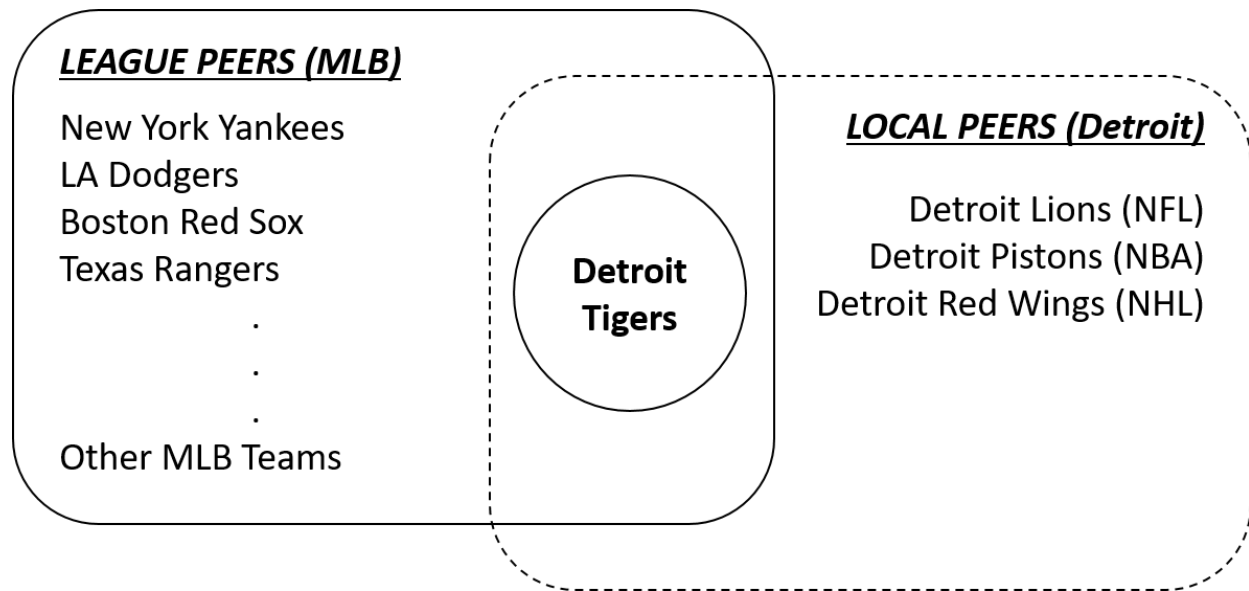 LEAGUE PEERS (MLB)
New York Yankees
LA Dodgers
Boston Red Sox
Texas Rangers
.
.
.
Other MLB Teams
Detroit
Tigers
LOCAL PEERS (Detroit)
Detroit Lions (NFL)
Detroit Pistons (NBA)
Detroit Red Wings (NHL)